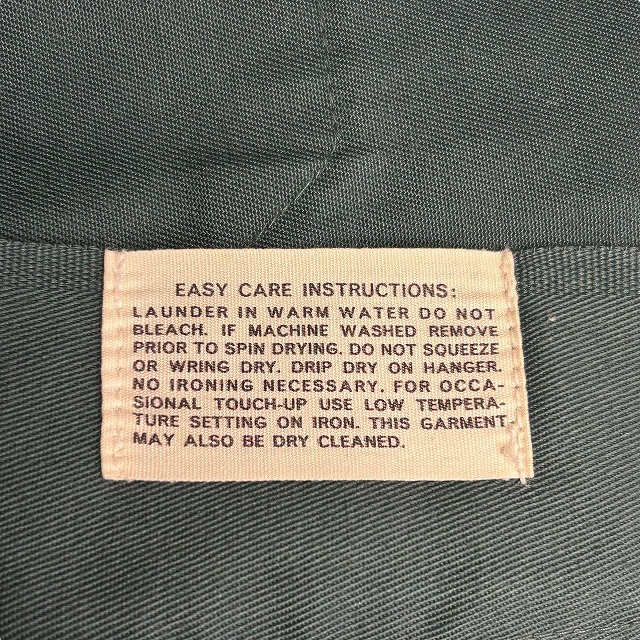 EASY CARE INSTRUCTIONS:
LAUNDER IN WARM WATER DO NOT
BLEACH. IF MACHINE WASHED REMOVE
PRIOR TO SPIN DRYING. DO NOT SQUEEZE
OR WRING DRY. DRIP DRY ON HANGER.
NO IRONING NECESSARY. FOR OCCA-
SIONAL TOUCH-UP USE LOW TEMPERA-
TURE SETTING ON IRON. THIS GARMENT
MAY ALSO BE DRY CLEANED.